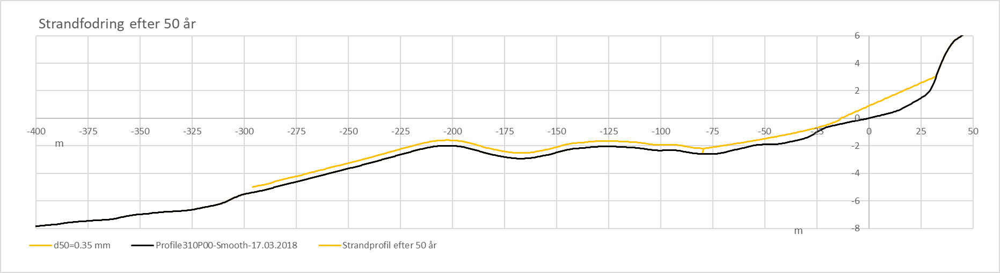 Strandfodring efter 50 år
6
4
2
0
-400 -375 -350 -325 -300 -275 -250 -225 -200 -175 -150 -125 -100 -75 -50 -25 0 25 50
m
-2
-4
-6
-8
m
d50=0.35 mm Profile310P00-Smooth-17.03.2018 Strandprofil efter 50 år